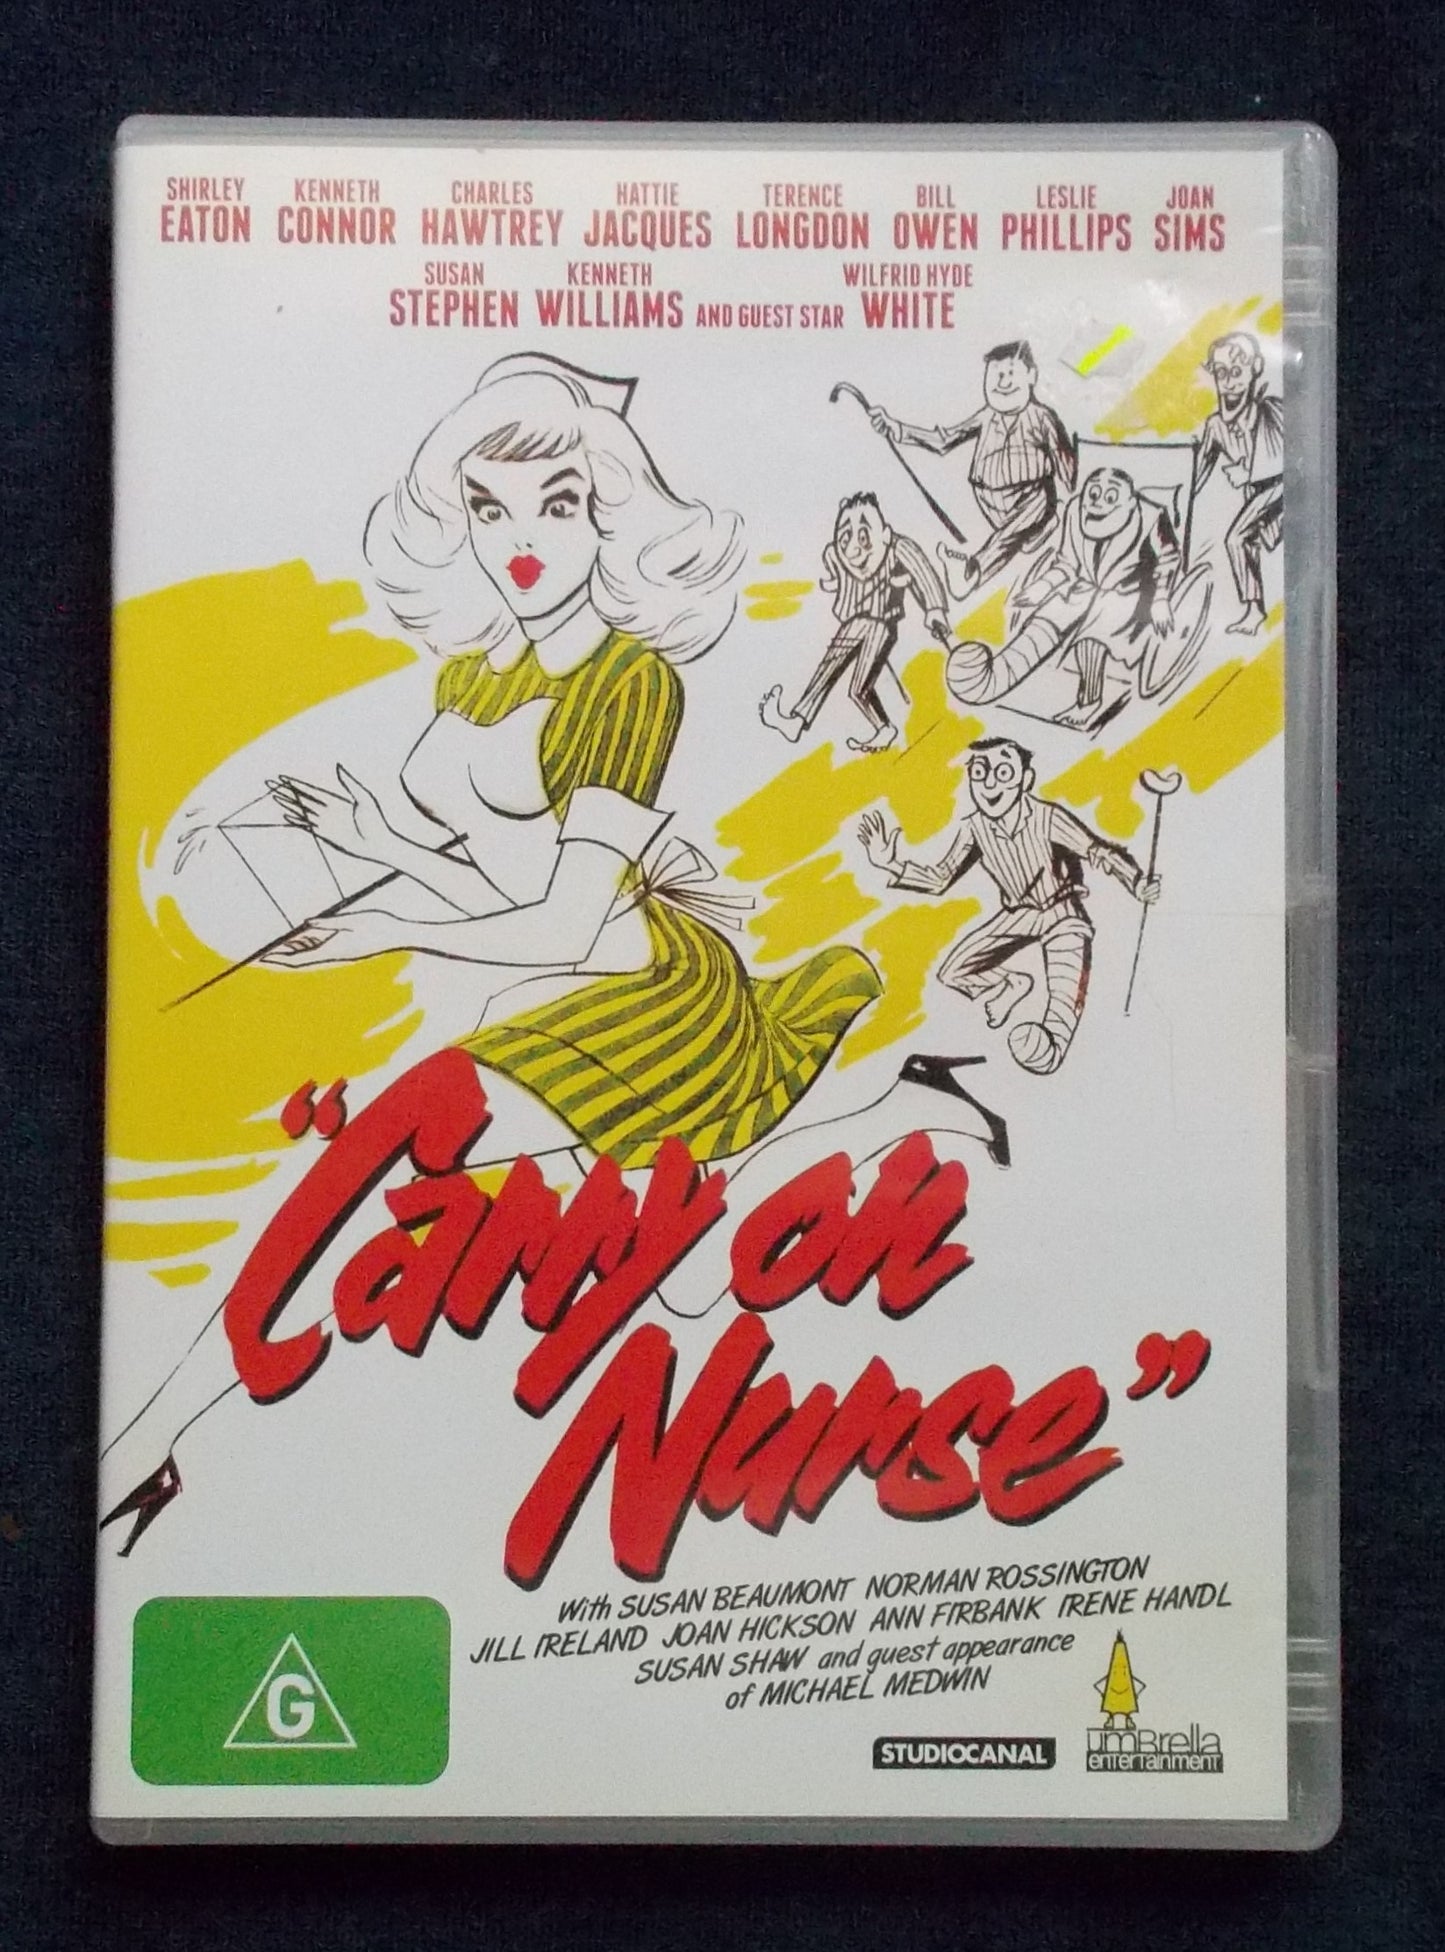 SHIRLEY KENNETH CHARLES HATTIE TERENCE BILL LESLIE JOAN
EATON CONNOR HAWTREY JACQUES LONGDON OWEN PHILLIPS SIMS
SUSAN KENNETH WILFRID HYDE
STEPHEN WILLIAMS AND GUEST STAR WHITE
"Carry on
Nurse"
With SUSAN BEAUMONT NORMAN ROSSINGTON
JILL IRELAND JOAN HICKSON ANN FIRBANK IRENE HANDL
SUSAN SHAW and guest appearance
of MICHAEL MEDWIN
G
STUDIOCANAL
umBrella
entertainment